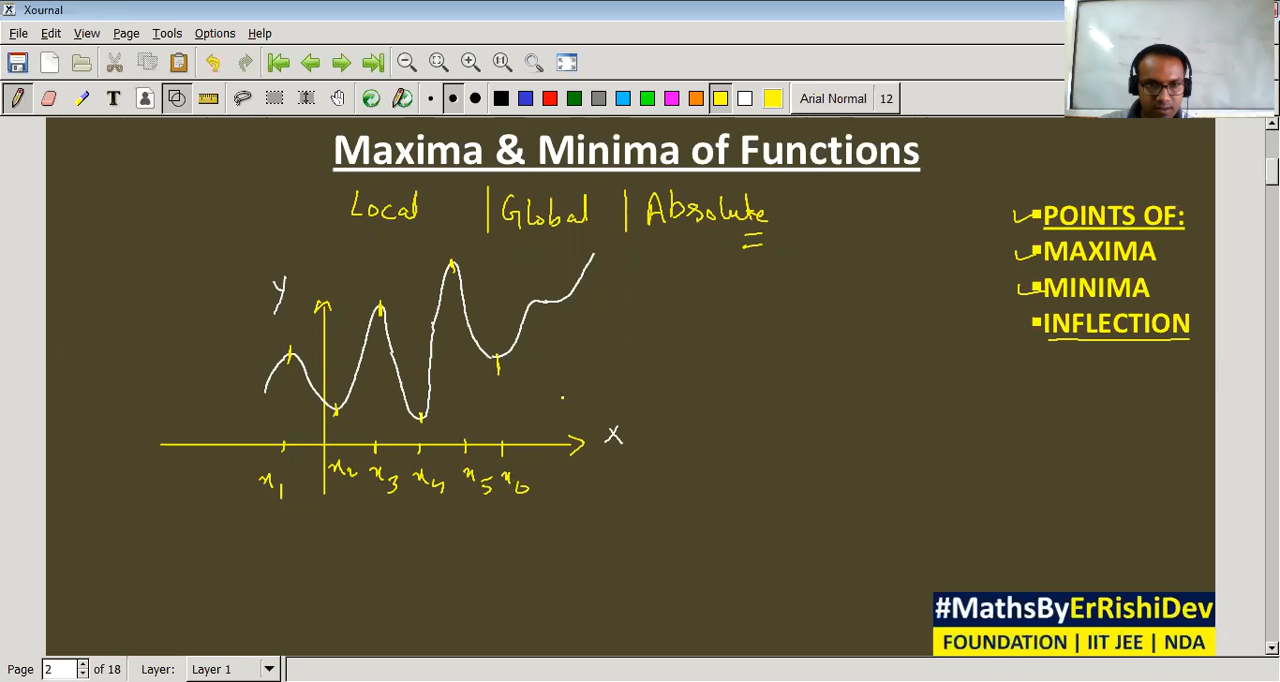 Xournal
File Edit View Page Tools Options Help
Arial Normal 12
Maxima & Minima of Functions
Local | Global | Absolute
POINTS OF:
MAXIMA
MINIMA
INFLECTION
y
X
x1 x2 x3 x4 x5 x6
#MathsByErRishiDev
FOUNDATION | IIT JEE | NDA
Page 2 of 18 Layer: Layer 1